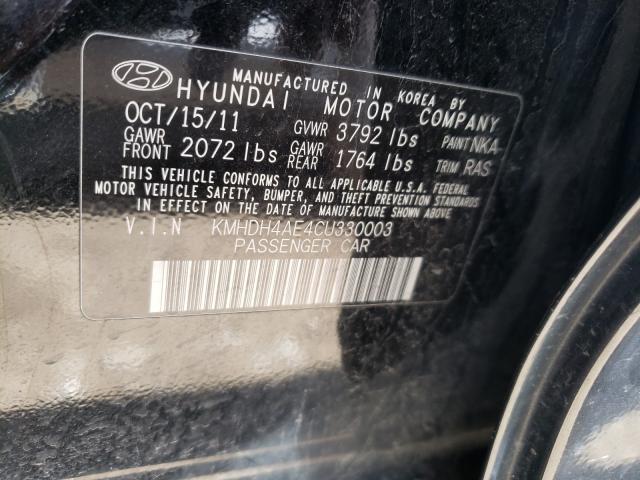 MANUFACTURED IN KOREA BY
HYUNDAI MOTOR COMPANY
OCT/15/11 GVWR 3792 lbs PAINT NKA
GAWR FRONT 2072 lbs GAWR REAR 1764 lbs TRIM RAS
THIS VEHICLE CONFORMS TO ALL APPLICABLE U.S.A. FEDERAL
MOTOR VEHICLE SAFETY, BUMPER, AND THEFT PREVENTION STANDARDS
IN EFFECT ON THE DATE OF MANUFACTURE SHOWN ABOVE.
V.I.N KMHDH4AE4CU330003
PASSENGER CAR